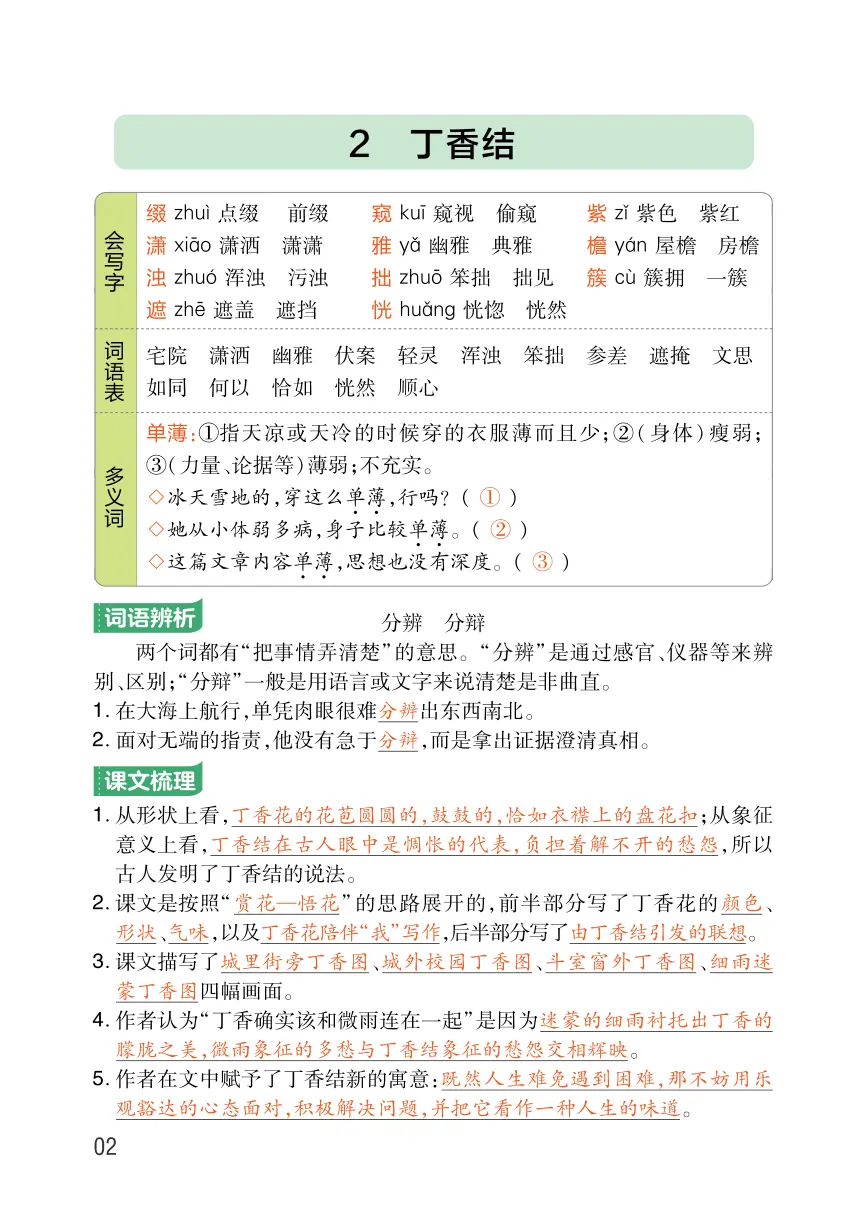 2 丁香结
会写字
缀 zhuì 点缀 前缀 窥 kuī 窥视 偷窥 紫 zǐ 紫色 紫红
潇 xiāo 潇洒 潇潇 雅 yǎ 幽雅 典雅 檐 yán 屋檐 房檐
浊 zhuó 浑浊 污浊 拙 zhuō 笨拙 拙见 簇 cù 簇拥 一簇
遮 zhē 遮盖 遮挡 恍 huǎng 恍惚 恍然
词语表
宅院 潇洒 幽雅 伏案 轻灵 浑浊 笨拙 参差 遮掩 文思
如同 何以 恰如 恍然 顺心
多义词
单薄:①指天凉或天冷的时候穿的衣服薄而且少;②(身体)瘦弱;
③(力量、论据等)薄弱;不充实。
◇冰天雪地的,穿这么单薄,行吗?( ① )
◇她从小体弱多病,身子比较单薄。( ② )
◇这篇文章内容单薄,思想也没有深度。( ③ )
词语辨析
分辨 分辩
两个词都有“把事情弄清楚”的意思。“分辨”是通过感官、仪器等来辨
别、区别;“分辩”一般是用语言或文字来说清楚是非曲直。
1. 在大海上航行,单凭肉眼很难分辨出东西南北。
2. 面对无端的指责,他没有急于分辩,而是拿出证据澄清真相。
课文梳理
1. 从形状上看,丁香花的花苞圆圆的,鼓鼓的,恰如衣襟上的盘花扣;从象征
意义上看,丁香结在古人眼中是惆怅的代表,负担着解不开的愁怨,所以
古人发明了丁香结的说法。
2. 课文是按照“赏花—悟花”的思路展开的,前半部分写了丁香花的颜色、
形状、气味,以及丁香花陪伴“我”写作,后半部分写了由丁香结引发的联想。
3. 课文描写了城里街旁丁香图、城外校园丁香图、斗室窗外丁香图、细雨迷
蒙丁香图四幅画面。
4. 作者认为“丁香确实该和微雨连在一起”是因为迷蒙的细雨衬托出丁香的
朦胧之美,微雨象征的多愁与丁香结象征的愁怨交相辉映。
5. 作者在文中赋予了丁香结新的寓意:既然人生难免遇到困难,那不妨用乐
观豁达的心态面对,积极解决问题,并把它看作一种人生的味道。
02